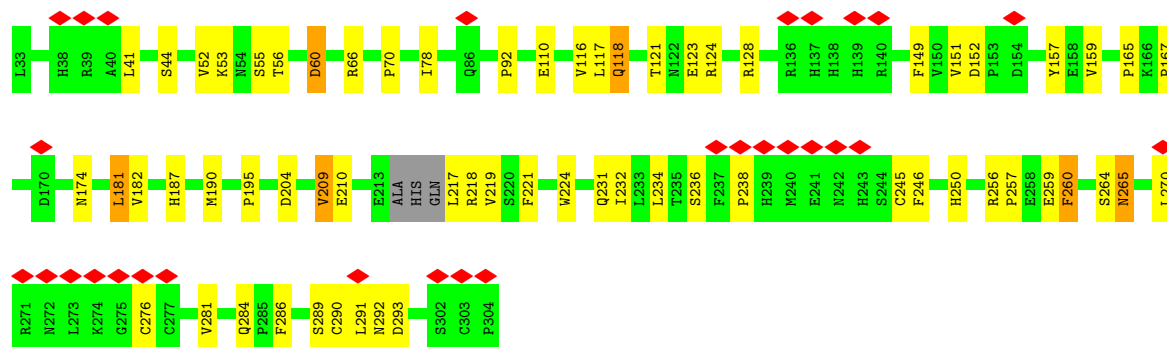 L33 H38 R39 A40 L41 S44 V52 K53 N54 S55 T56 D60 R66 P70 I78 Q86 P92 E110 V116 L117 Q118 T121 N122 E123 R124 R128 R136 H137 H138 H139 R140 F149 V150 V151 D152 P153 D154 Y157 E158 V159 P165 K166
D170 N174 L181 V182 H187 M190 P195 D204 V209 E210 E213 ALA HIS GLN L217 R218 V219 S220 F221 W224 Q231 I232 L233 L234 T235 S236 F237 P238 H239 M240 E241 N242 H243 S244 C245 F246 H250 R256 P257 E258 E259 F260 S264 N265
R271 N272 L273 K274 G275 C276 C277 V281 Q284 P285 F286 S289 C290 L291 N292 D293 S302 C303 P304